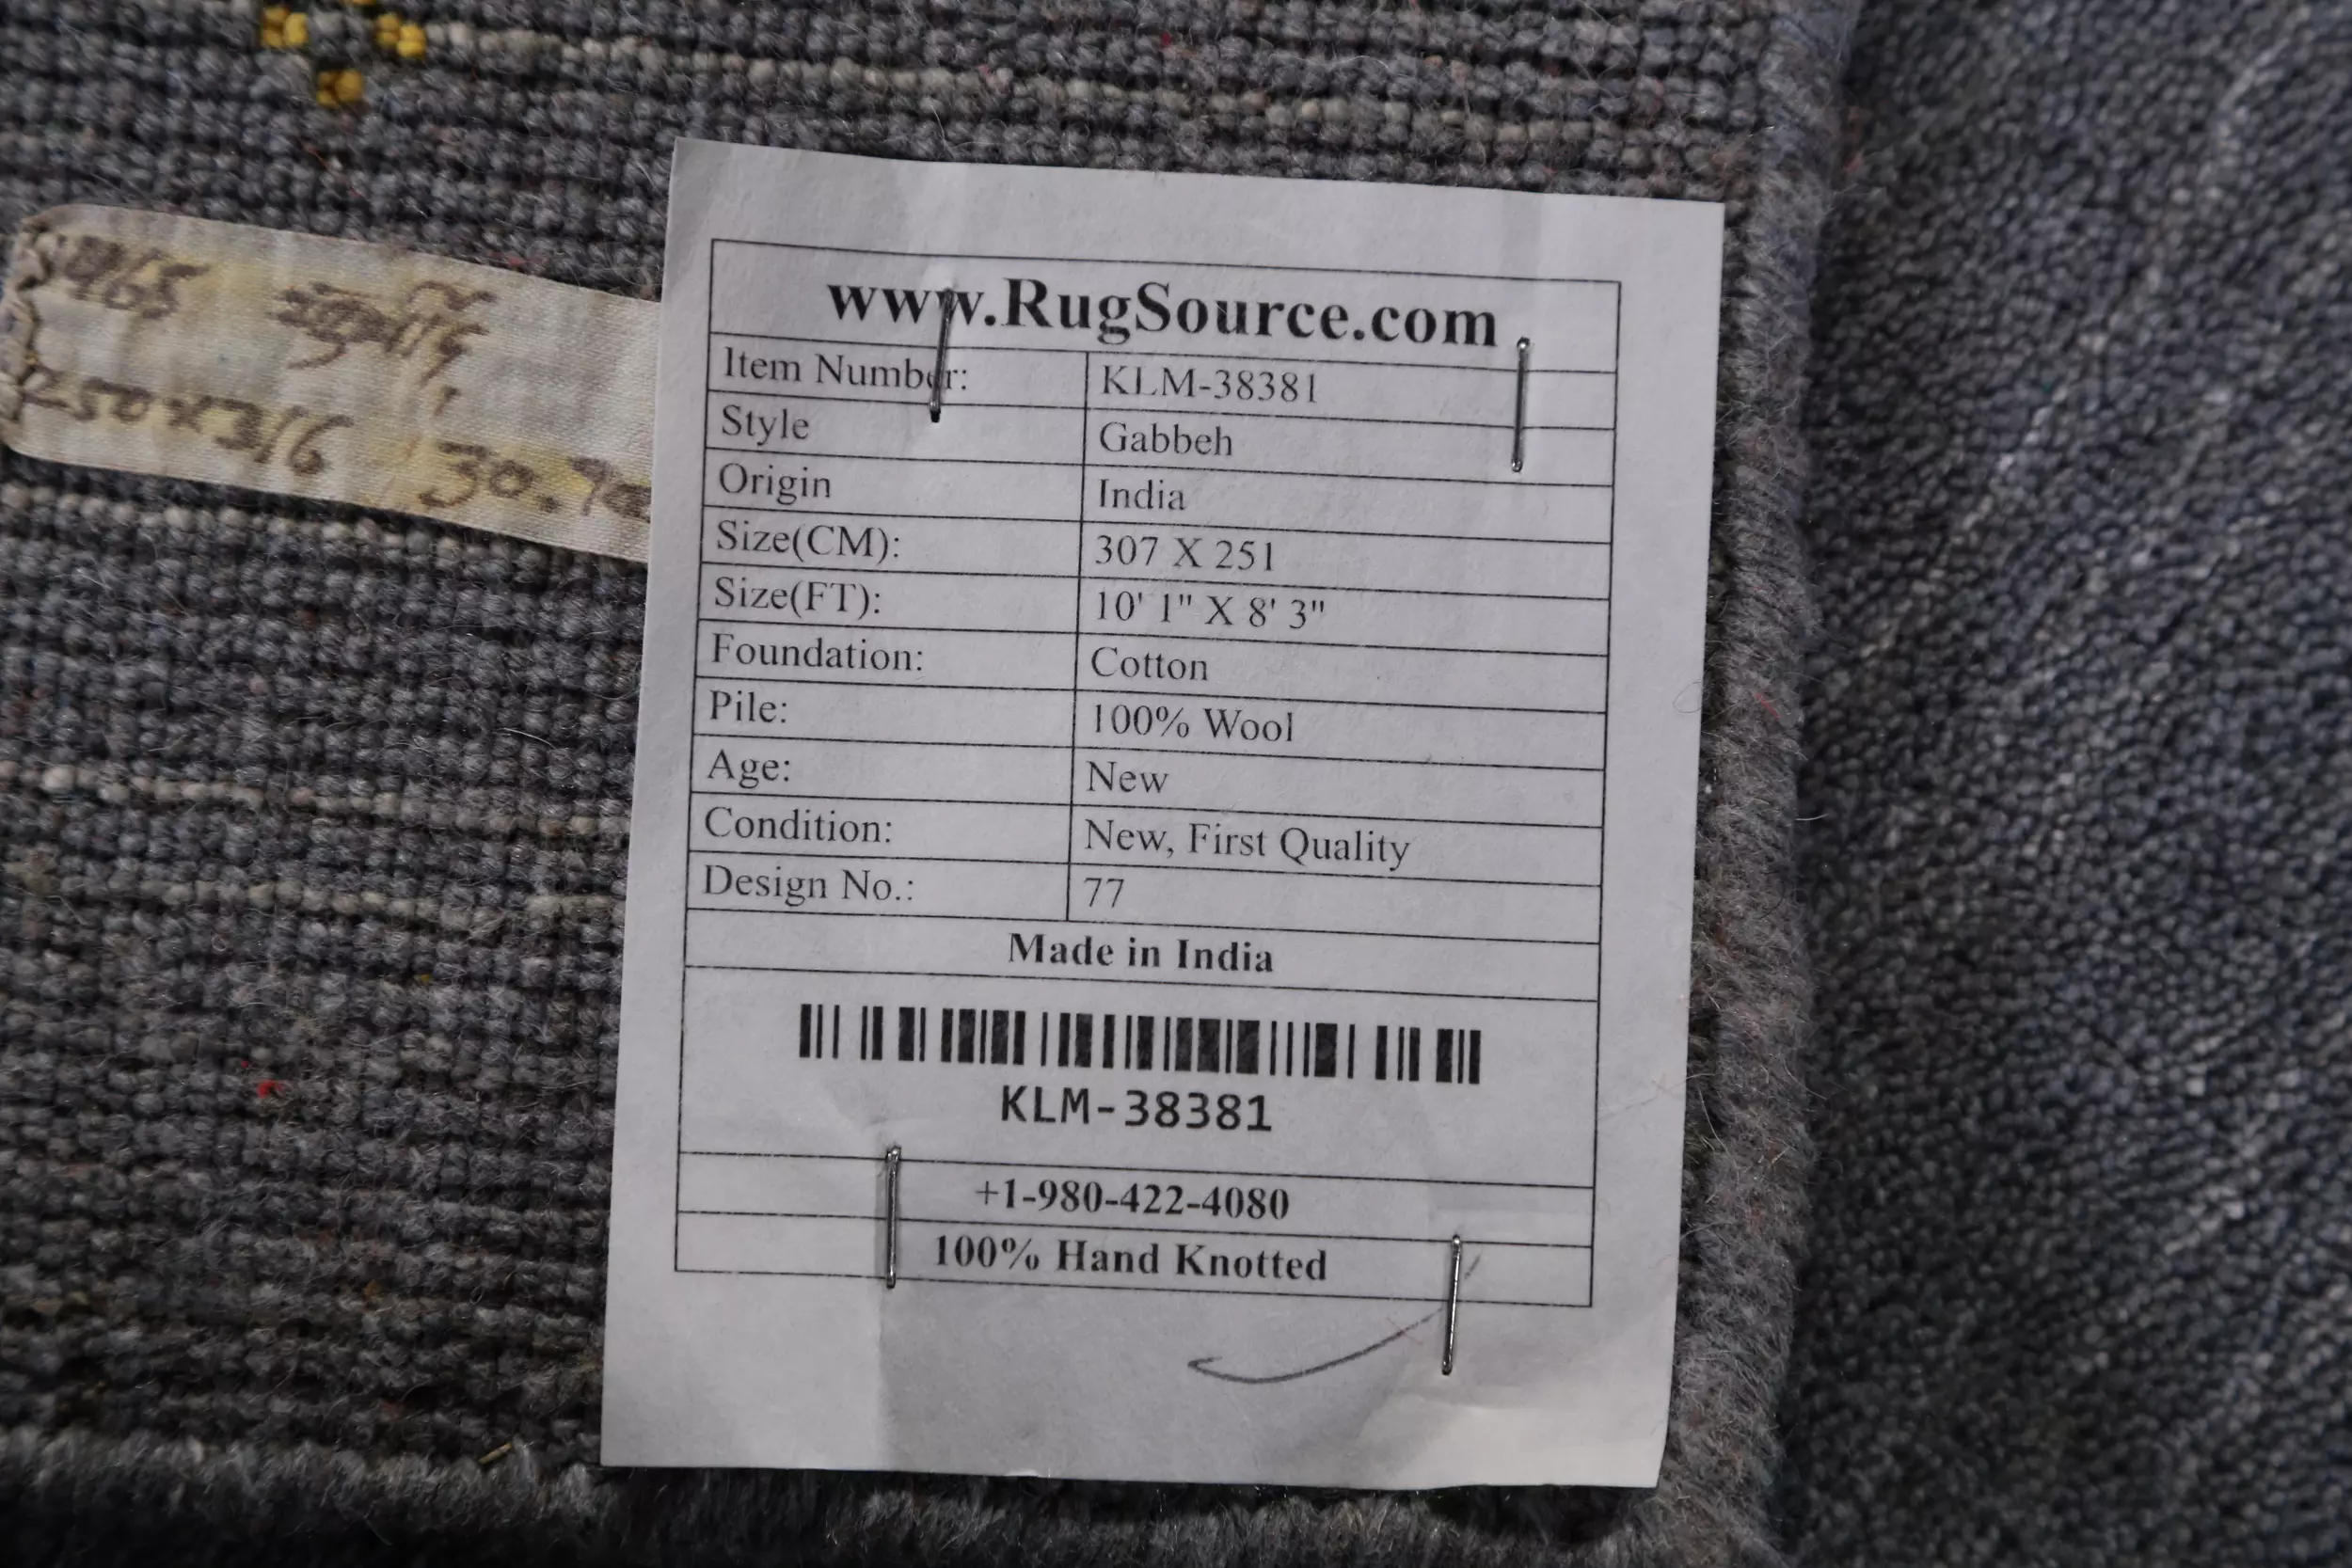 www.RugSource.com
Item Number: KLM-38381
Style Gabbeh
Origin India
Size(CM): 307 X 251
Size(FT): 10' 1" X 8' 3"
Foundation: Cotton
Pile: 100% Wool
Age: New
Condition: New, First Quality
Design No.: 77
Made in India
KLM-38381
+1-980-422-4080
100% Hand Knotted
250x316